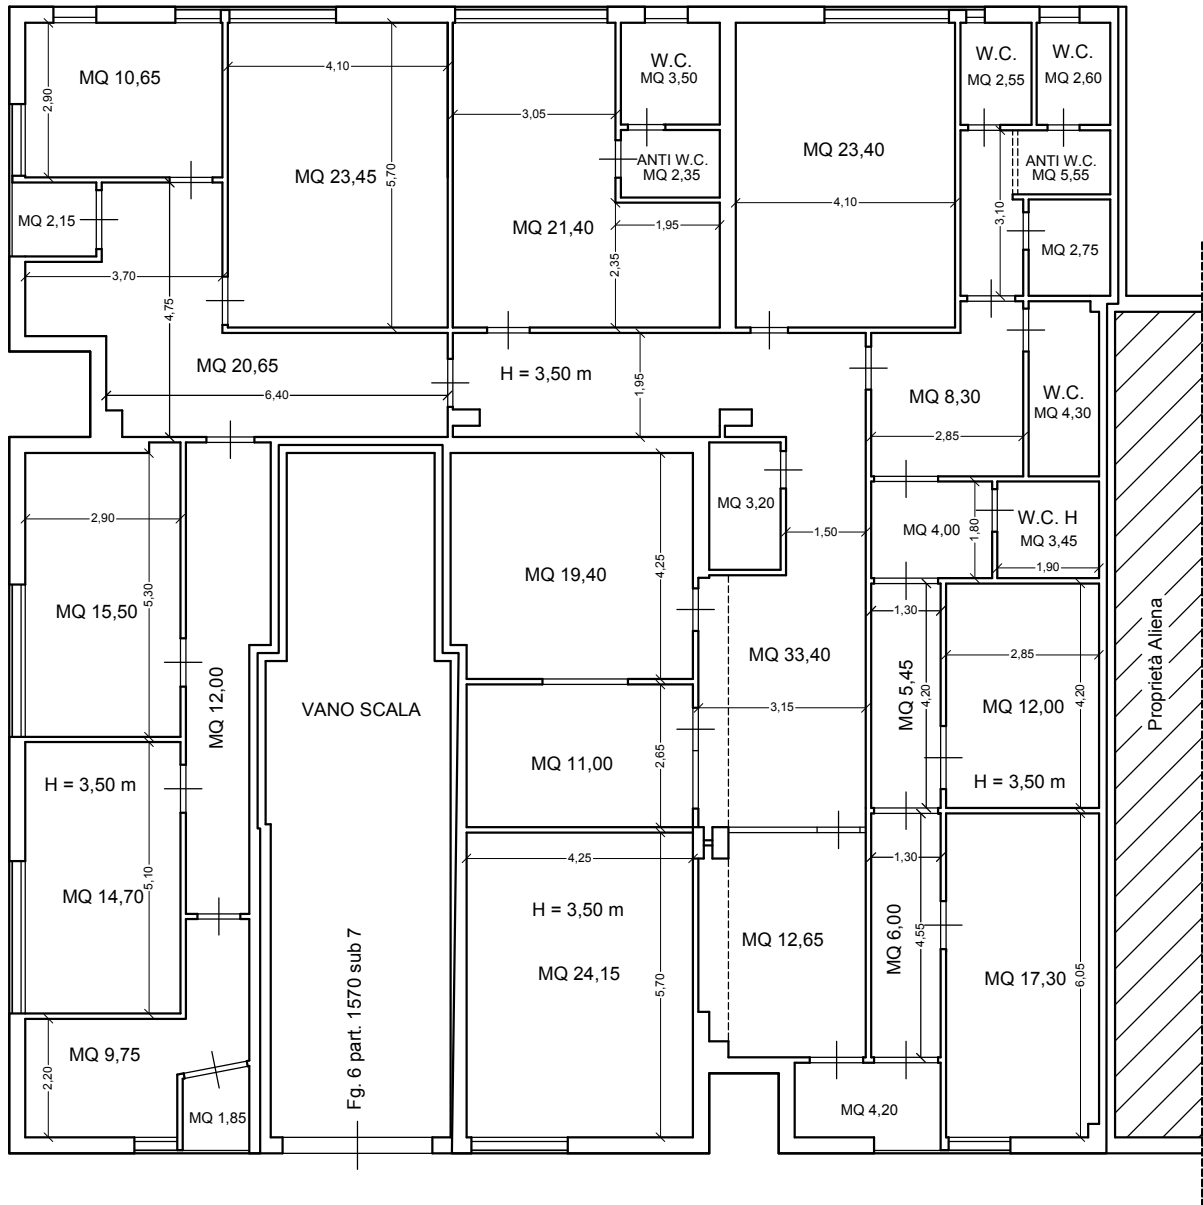 MQ 10,65
2,90
4,10
MQ 23,45
5,70
3,05
W.C.
MQ 3,50
ANTI W.C.
MQ 2,35
MQ 21,40
1,95
2,35
MQ 23,40
4,10
W.C.
MQ 2,55
W.C.
MQ 2,60
ANTI W.C.
MQ 5,55
3,10
MQ 2,75
MQ 2,15
3,70
4,75
MQ 20,65
6,40
H = 3,50 m
1,95
MQ 8,30
2,85
W.C.
MQ 4,30
2,90
MQ 15,50
5,30
MQ 12,00
MQ 3,20
1,50
MQ 4,00
1,80
W.C. H
MQ 3,45
1,90
MQ 19,40
4,25
MQ 33,40
3,15
1,30
MQ 5,45
4,20
2,85
MQ 12,00
4,20
H = 3,50 m
Proprietà Aliena
VANO SCALA
MQ 11,00
2,65
H = 3,50 m
MQ 14,70
5,10
4,25
H = 3,50 m
MQ 24,15
5,70
MQ 12,65
1,30
MQ 6,00
4,55
MQ 17,30
6,05
Fg. 6 part. 1570 sub 7
MQ 9,75
2,20
MQ 1,85
MQ 4,20